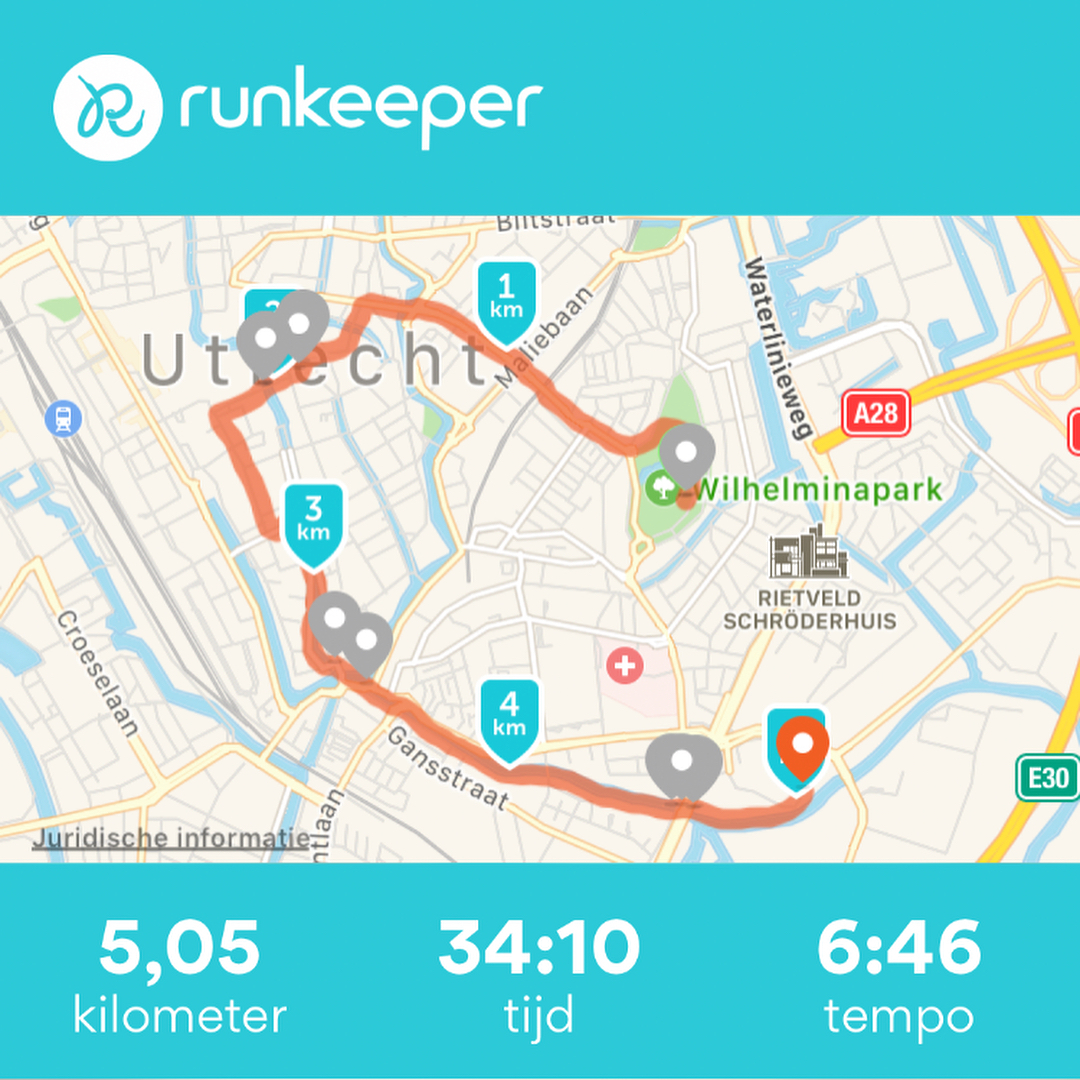 runkeeper
Biltstraat
1
km
Maliebaan
Waterlinieweg
Utrecht
A28
Wilhelminapark
3
km
RIETVELD
SCHRÖDERHUIS
Croeselaan
4
km
Gansstraat
E30
Juridische informatie
5,05
34:10
6:46
kilometer
tijd
tempo